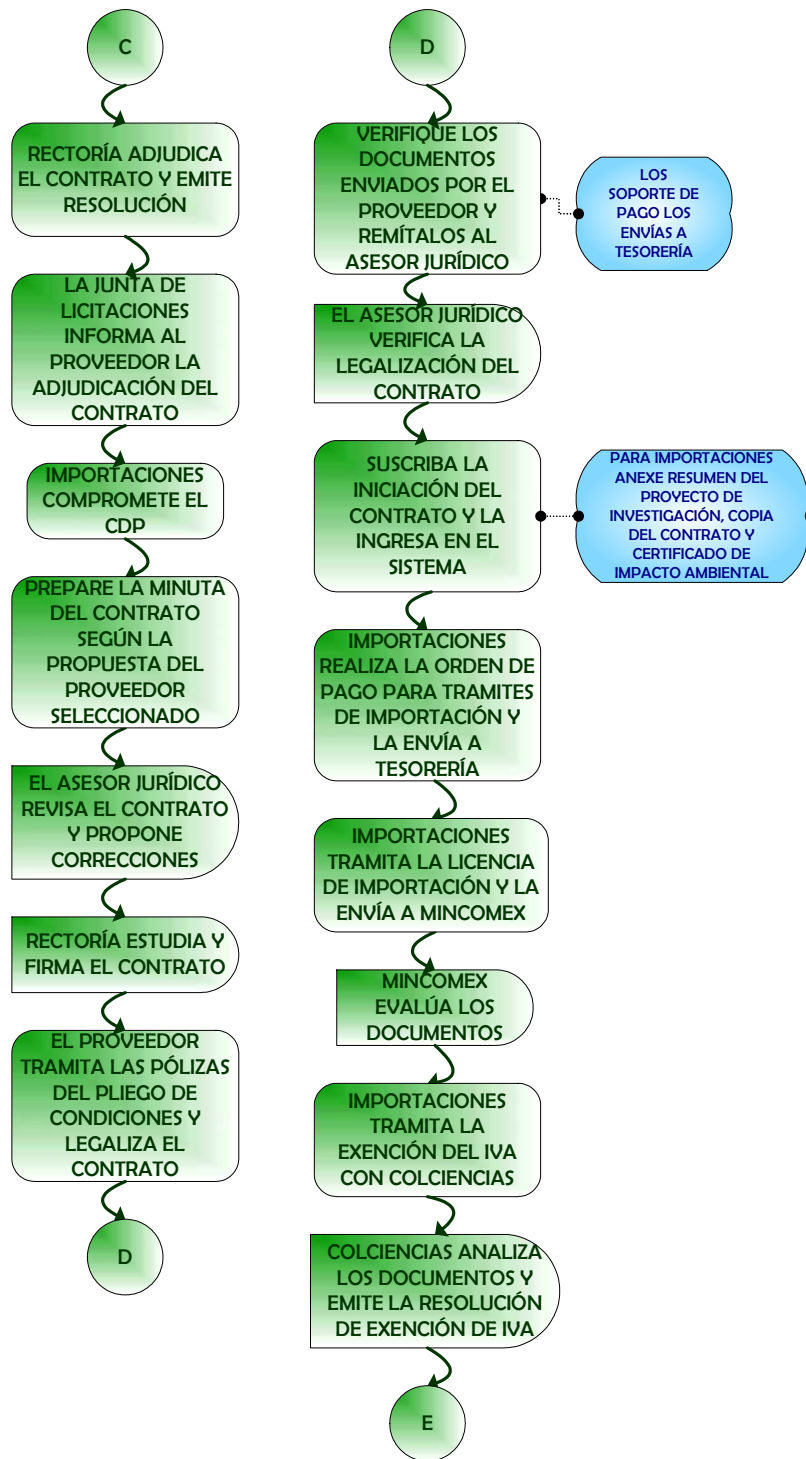 C
RECTORÍA ADJUDICA
EL CONTRATO Y EMITE
RESOLUCIÓN
LA JUNTA DE
LICITACIONES
INFORMA AL
PROVEEDOR LA
ADJUDICACIÓN DEL
CONTRATO
IMPORTACIONES
COMPROMETE EL
CDP
PREPARE LA MINUTA
DEL CONTRATO
SEGÚN LA
PROPUESTA DEL
PROVEEDOR
SELECCIONADO
EL ASESOR JURÍDICO
REVISA EL CONTRATO
Y PROPONE
CORRECCIONES
RECTORÍA ESTUDIA Y
FIRMA EL CONTRATO
EL PROVEEDOR
TRAMITA LAS PÓLIZAS
DEL PLIEGO DE
CONDICIONES Y
LEGALIZA EL
CONTRATO
D
D
VERIFIQUE LOS
DOCUMENTOS
ENVIADOS POR EL
PROVEEDOR Y
REMÍTALOS AL
ASESOR JURÍDICO
LOS
SOPORTE DE
PAGO LOS
ENVÍAS A
TESORERÍA
EL ASESOR JURÍDICO
VERIFICA LA
LEGALIZACIÓN DEL
CONTRATO
SUSCRIBA LA
INICIACIÓN DEL
CONTRATO Y LA
INGRESA EN EL
SISTEMA
PARA IMPORTACIONES
ANEXE RESUMEN DEL
PROYECTO DE
INVESTIGACIÓN, COPIA
DEL CONTRATO Y
CERTIFICADO DE
IMPACTO AMBIENTAL
IMPORTACIONES
REALIZA LA ORDEN DE
PAGO PARA TRAMITES
DE IMPORTACIÓN Y
LA ENVÍA A
TESORERÍA
IMPORTACIONES
TRAMITA LA LICENCIA
DE IMPORTACIÓN Y LA
ENVÍA A MINCOMEX
MINCOMEX
EVALÚA LOS
DOCUMENTOS
IMPORTACIONES
TRAMITA LA
EXENCIÓN DEL IVA
CON COLCIENCIAS
COLCIENCIAS ANALIZA
LOS DOCUMENTOS Y
EMITE LA RESOLUCIÓN
DE EXENCIÓN DE IVA
E